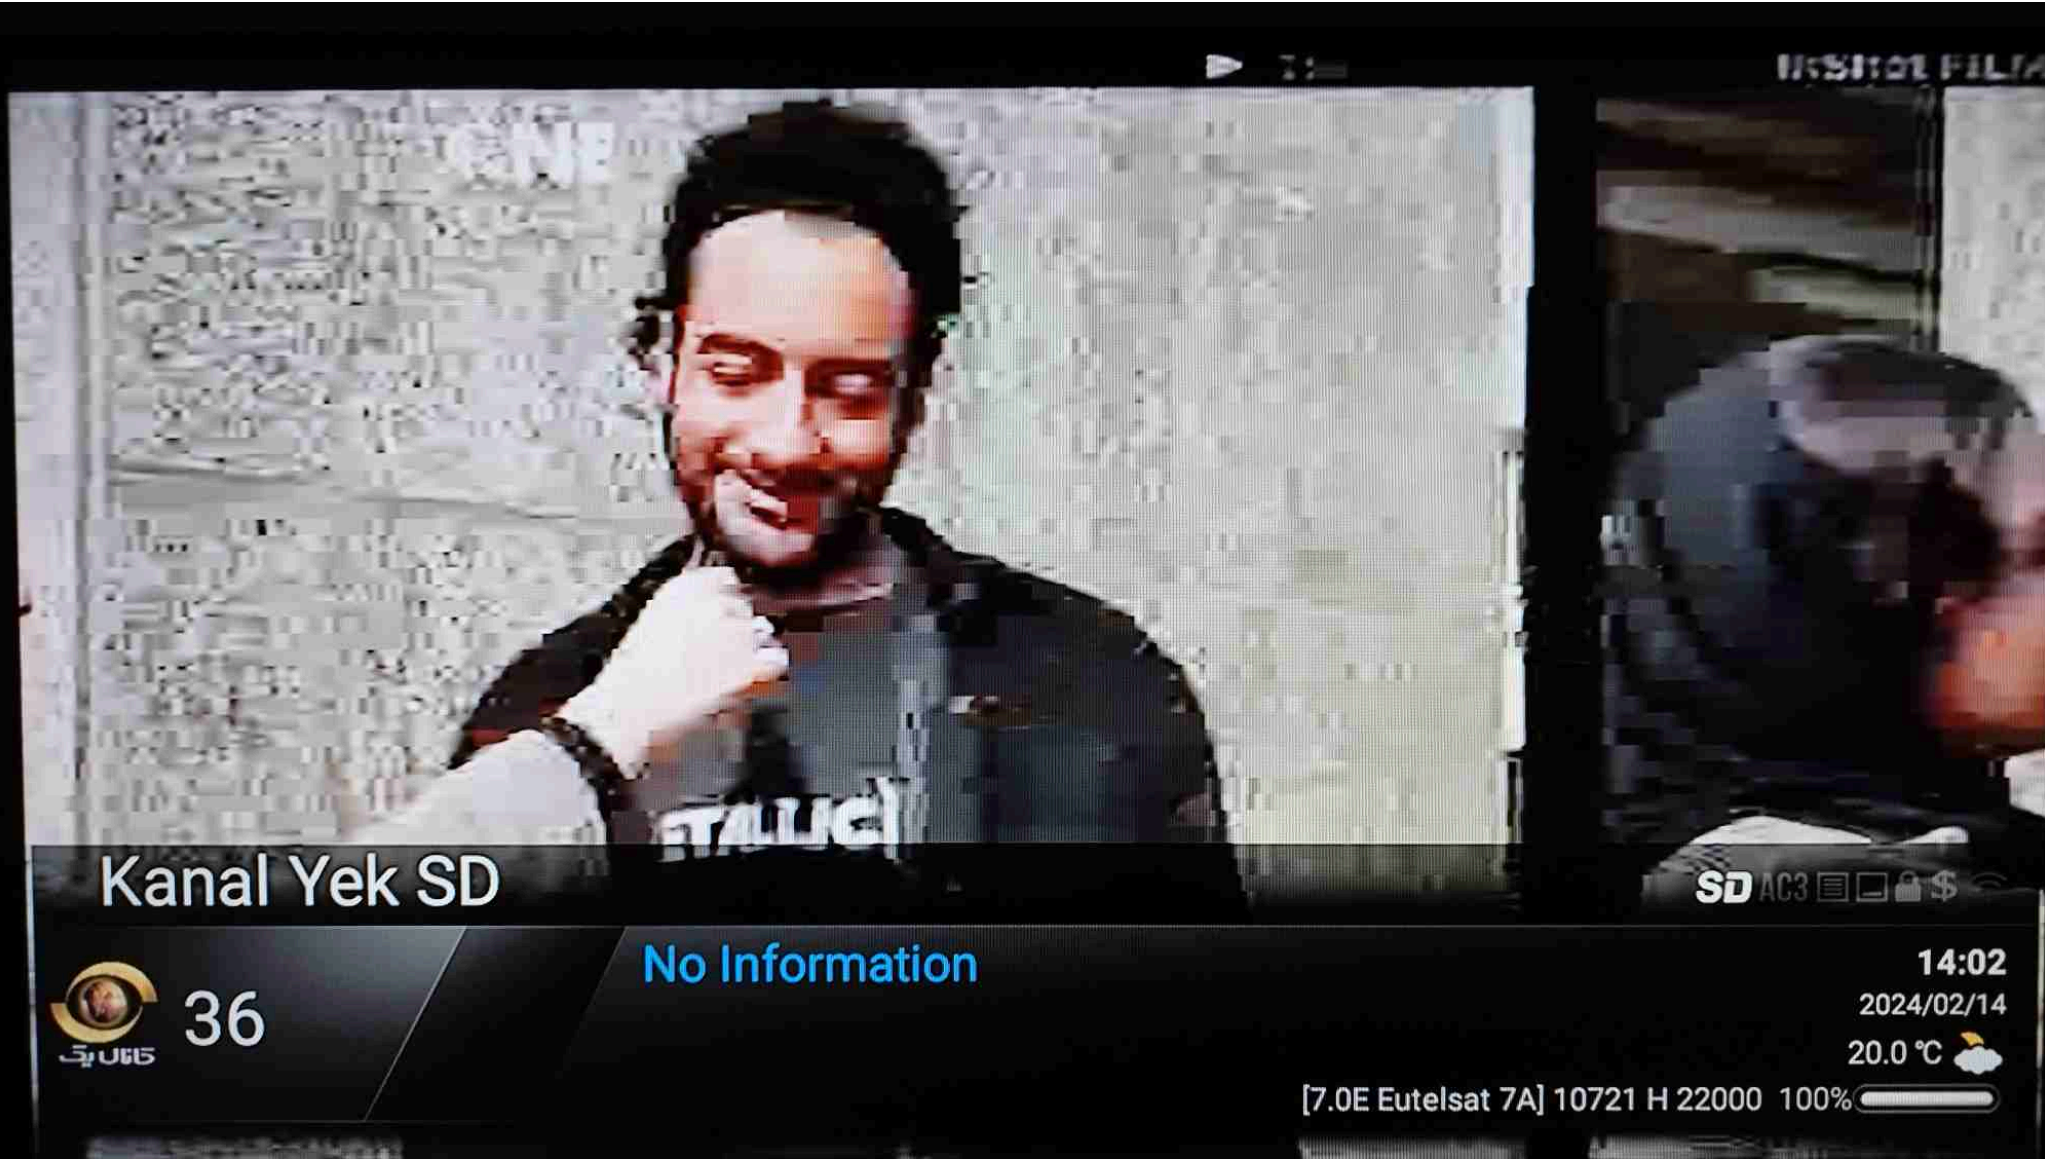 Kanal Yek SD
SD AC3 $
36
کانال یک
No Information
14:02
2024/02/14
20.0 °C
[7.0E Eutelsat 7A] 10721 H 22000 100%